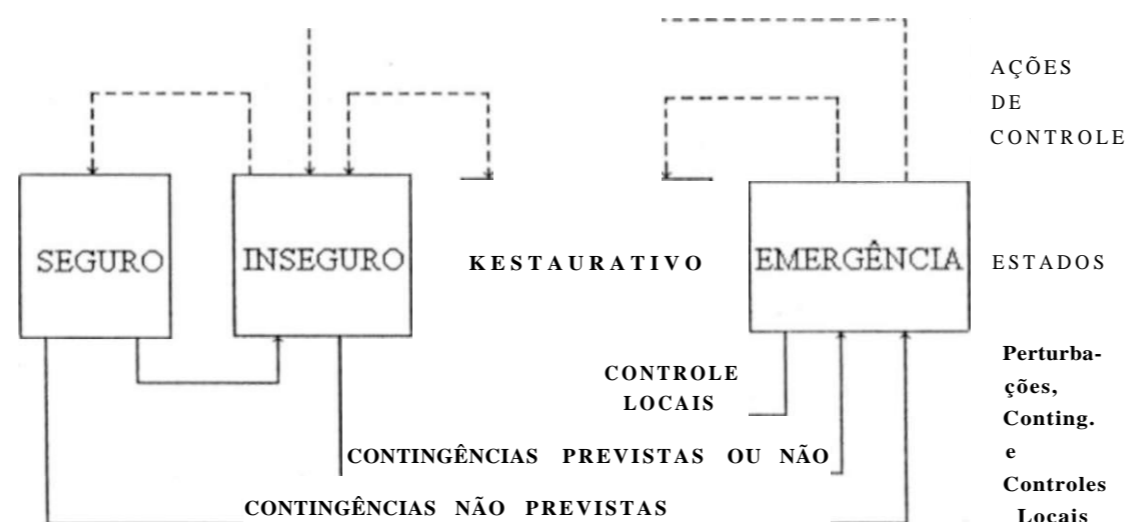 AÇÕES
DE
CONTROLE
SEGURO
INSEGURO
KESTAURATIVO
EMERGÊNCIA
ESTADOS
CONTROLE
LOCAIS
CONTINGÊNCIAS PREVISTAS OU NÃO
CONTINGÊNCIAS NÃO PREVISTAS
Perturba-
ções,
Conting.
e
Controles
Locais